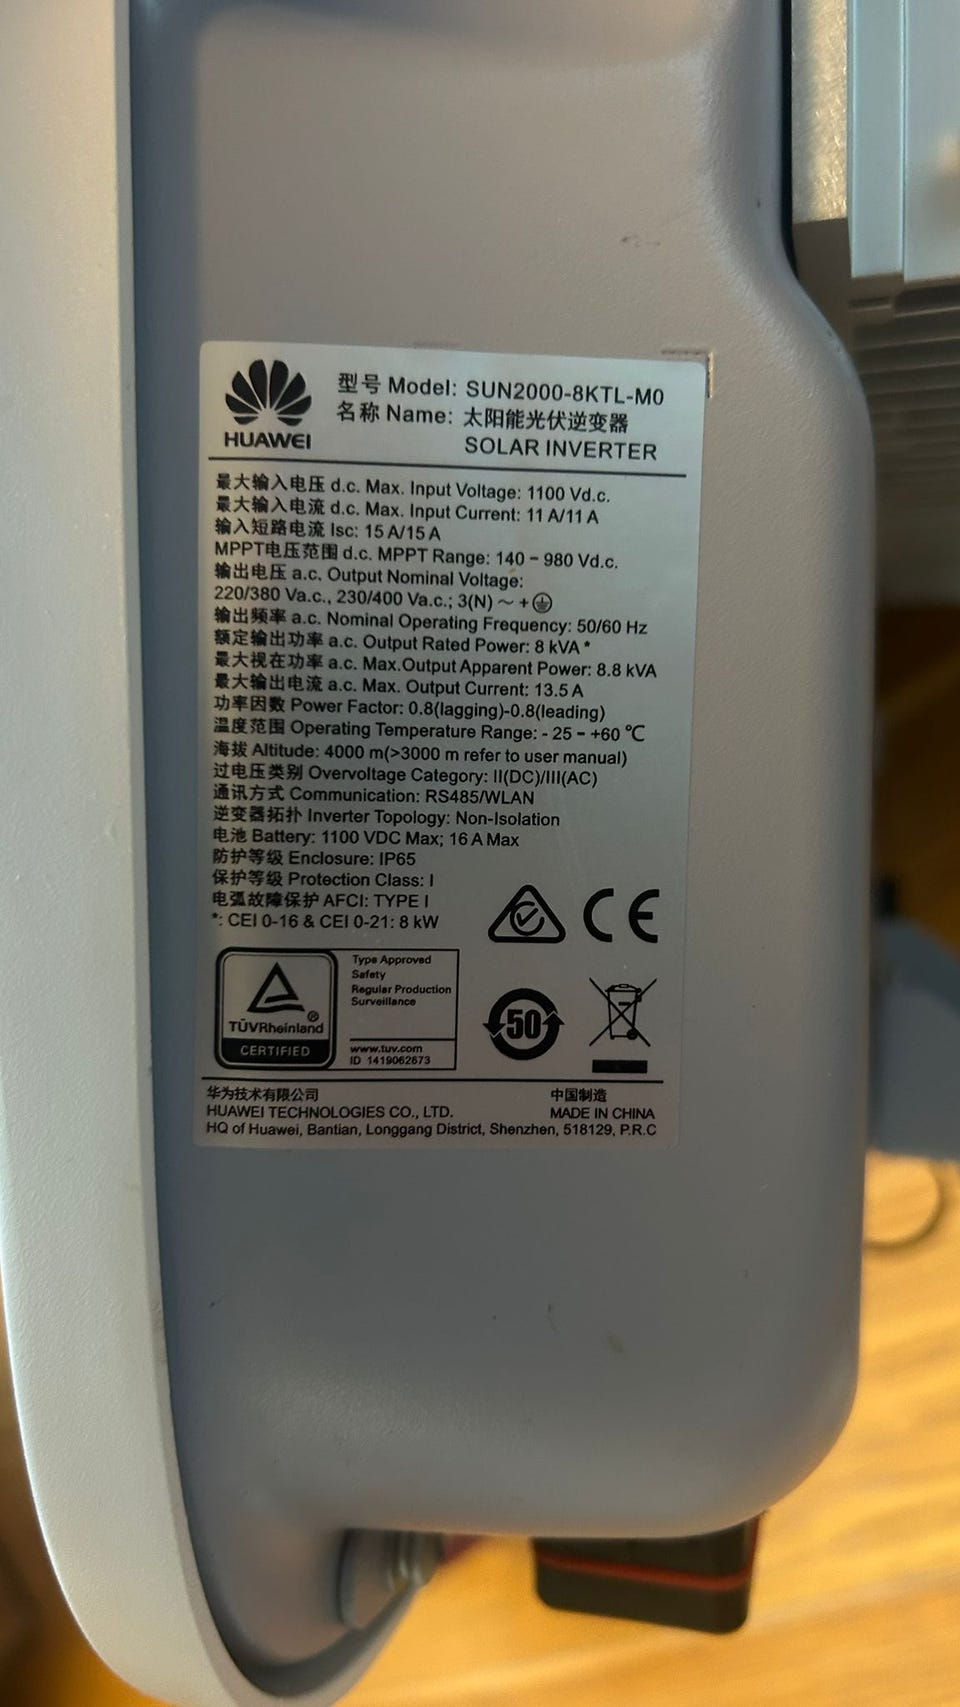 HUAWEI
型号 Model: SUN2000-8KTL-M0
名称 Name: 太阳能光伏逆变器
SOLAR INVERTER
最大输入电压 d.c. Max. Input Voltage: 1100 Vd.c.
最大输入电流 d.c. Max. Input Current: 11 A/11 A
输入短路电流 Isc: 15 A/15 A
MPPT电压范围 d.c. MPPT Range: 140 – 980 Vd.c.
输出电压 a.c. Output Nominal Voltage:
220/380 Va.c., 230/400 Va.c.; 3(N) ~ +
输出频率 a.c. Nominal Operating Frequency: 50/60 Hz
额定输出功率 a.c. Output Rated Power: 8 kVA *
最大视在功率 a.c. Max.Output Apparent Power: 8.8 kVA
最大输出电流 a.c. Max. Output Current: 13.5 A
功率因数 Power Factor: 0.8(lagging)-0.8(leading)
温度范围 Operating Temperature Range: - 25 – +60 ℃
海拔 Altitude: 4000 m(>3000 m refer to user manual)
过电压类别 Overvoltage Category: II(DC)/III(AC)
通讯方式 Communication: RS485/WLAN
逆变器拓扑 Inverter Topology: Non-Isolation
电池 Battery: 1100 VDC Max; 16 A Max
防护等级 Enclosure: IP65
保护等级 Protection Class: I
电弧故障保护 AFCI: TYPE I
*: CEI 0-16 & CEI 0-21: 8 kW
CE
TÜVRheinland®
CERTIFIED
Type Approved
Safety
Regular Production
Surveillance
www.tuv.com
ID 1419062673
50
华为技术有限公司
HUAWEI TECHNOLOGIES CO., LTD.
中国制造
MADE IN CHINA
HQ of Huawei, Bantian, Longgang District, Shenzhen, 518129, P.R.C